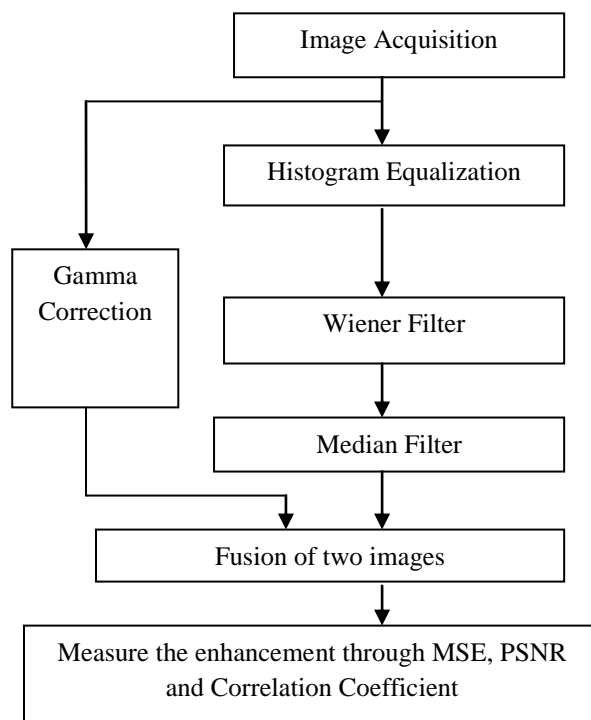 Image Acquisition
Histogram Equalization
Gamma
Correction
Wiener Filter
Median Filter
Fusion of two images
Measure the enhancement through MSE, PSNR
and Correlation Coefficient